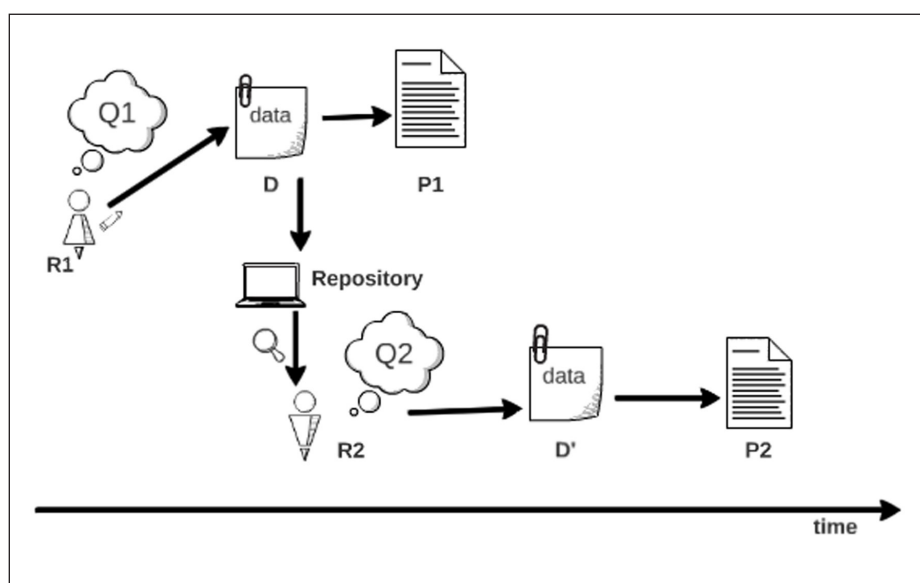 Q1
data
D
P1
R1
Repository
Q2
data
R2
D'
P2
time